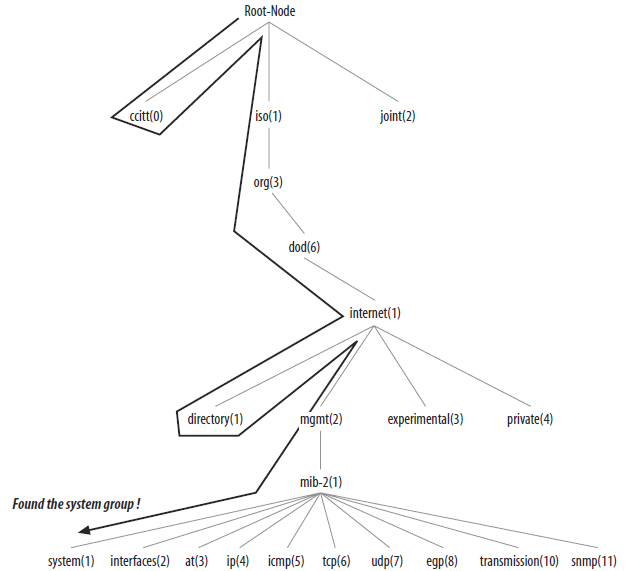 Root-Node
ccitt(0) iso(1) joint(2)
org(3)
dod(6)
internet(1)
directory(1) mgmt(2) experimental(3) private(4)
mib-2(1)
Found the system group !
system(1) interfaces(2) at(3) ip(4) icmp(5) tcp(6) udp(7) egp(8) transmission(10) snmp(11)